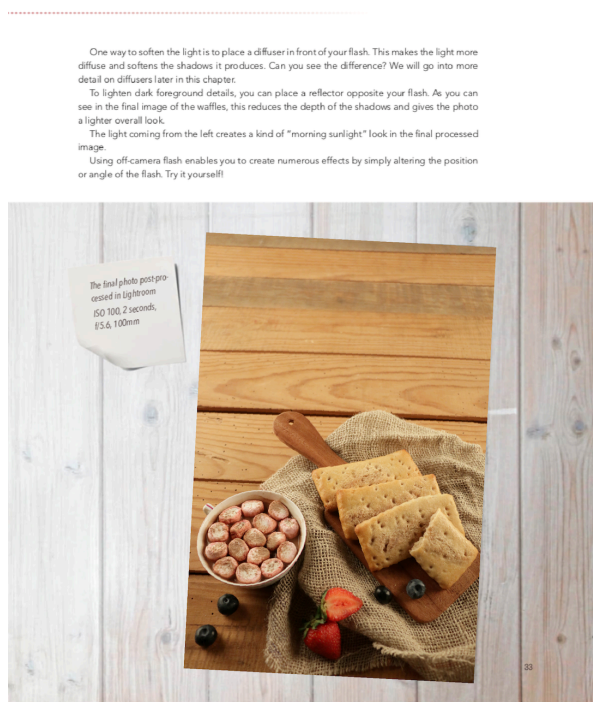 One way to soften the light is to place a diffuser in front of your flash. This makes the light more
diffuse and softens the shadows it produces. Can you see the difference? We will go into more
detail on diffusers later in this chapter.
To lighten dark foreground details, you can place a reflector opposite your flash. As you can
see in the final image of the waffles, this reduces the depth of the shadows and gives the photo
a lighter overall look.
The light coming from the left creates a kind of “morning sunlight” look in the final processed
image.
Using off-camera flash enables you to create numerous effects by simply altering the position
or angle of the flash. Try it yourself!
The final photo post-pro-
cessed in Lightroom
ISO 100, 2 seconds,
f/5.6, 100mm
33